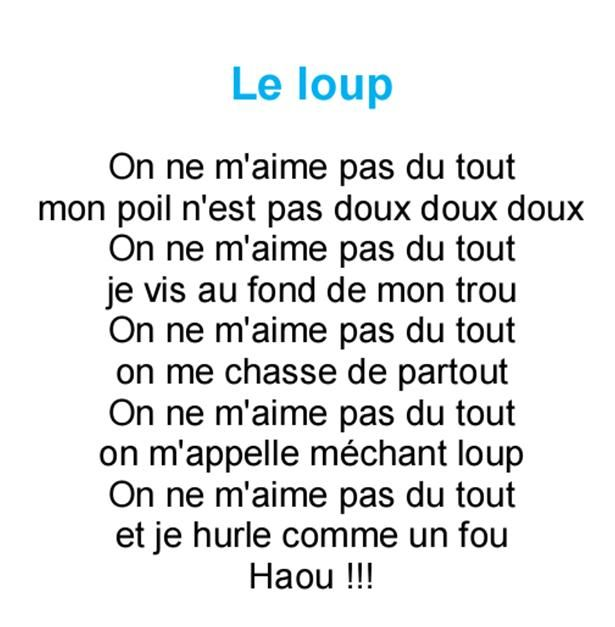 Le loup
On ne m'aime pas du tout
mon poil n'est pas doux doux doux
On ne m'aime pas du tout
je vis au fond de mon trou
On ne m'aime pas du tout
on me chasse de partout
On ne m'aime pas du tout
on m'appelle méchant loup
On ne m'aime pas du tout
et je hurle comme un fou
Haou !!!